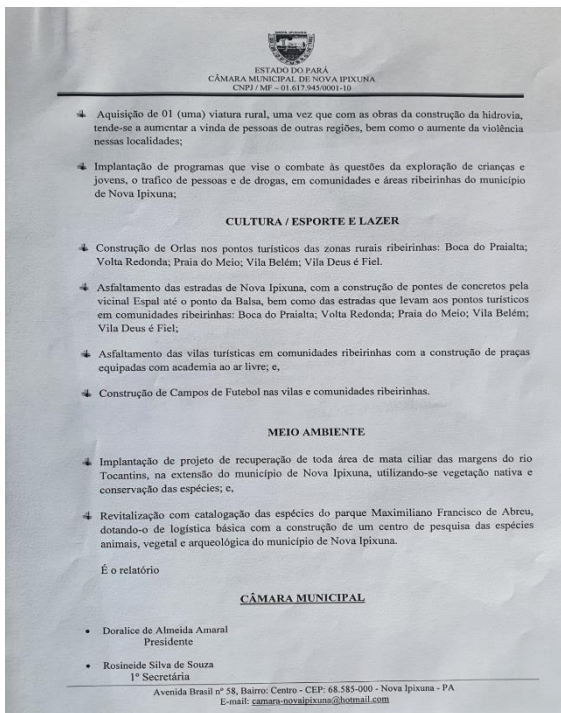 ESTADO DO PARÁ
CÂMARA MUNICIPAL DE NOVA IPIXUNA
CNPJ / MF – 01.617.945/0001-10
Aquisição de 01 (uma) viatura rural, uma vez que com as obras da construção da hidrovia,
tende-se a aumentar a vinda de pessoas de outras regiões, bem como o aumente da violência
nessas localidades;
Implantação de programas que vise o combate às questões da exploração de crianças e
jovens, o trafico de pessoas e de drogas, em comunidades e áreas ribeirinhas do município
de Nova Ipixuna;
CULTURA / ESPORTE E LAZER
Construção de Orlas nos pontos turísticos das zonas rurais ribeirinhas: Boca do Praialta;
Volta Redonda; Praia do Meio; Vila Belém; Vila Deus é Fiel.
Asfaltamento das estradas de Nova Ipixuna, com a construção de pontes de concretos pela
vicinal Espal até o ponto da Balsa, bem como das estradas que levam aos pontos turísticos
em comunidades ribeirinhas: Boca do Praialta; Volta Redonda; Praia do Meio; Vila Belém;
Vila Deus é Fiel;
Asfaltamento das vilas turísticas em comunidades ribeirinhas com a construção de praças
equipadas com academia ao ar livre; e,
Construção de Campos de Futebol nas vilas e comunidades ribeirinhas.
MEIO AMBIENTE
Implantação de projeto de recuperação de toda área de mata ciliar das margens do rio
Tocantins, na extensão do município de Nova Ipixuna, utilizando-se vegetação nativa e
conservação das espécies; e,
Revitalização com catalogação das espécies do parque Maximiliano Francisco de Abreu,
dotando-o de logística básica com a construção de um centro de pesquisa das espécies
animais, vegetal e arqueológica do município de Nova Ipixuna.
É o relatório
CÂMARA MUNICIPAL
• Doralice de Almeida Amaral
Presidente
• Rosineide Silva de Souza
1º Secretária
Avenida Brasil nº 58, Bairro: Centro - CEP: 68.585-000 - Nova Ipixuna - PA
E-mail: camara-novaipixuna@hotmail.com